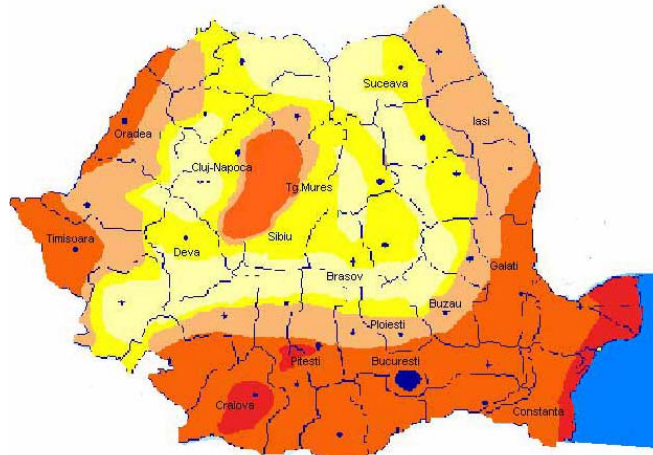 Suceava
Iasi
Oradea
Cluj-Napoca
Tg.Mures
Timisoara
Sibiu
Deva
Galati
Brasov
Buzau
Ploiesti
Pitesti
Bucuresti
Craiova
Constanta